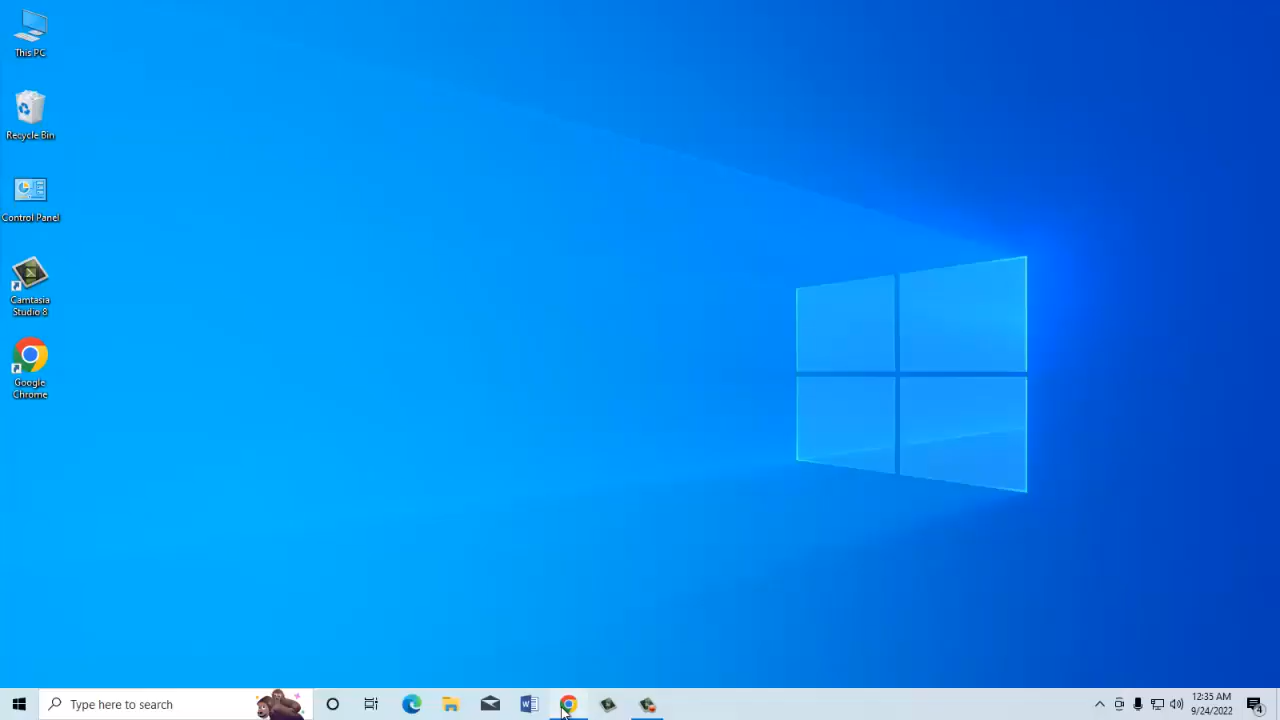 This PC
Recycle Bin
Control Panel
Camtasia
Studio 8
Google
Chrome
Type here to search
12:35 AM
9/24/2022
4